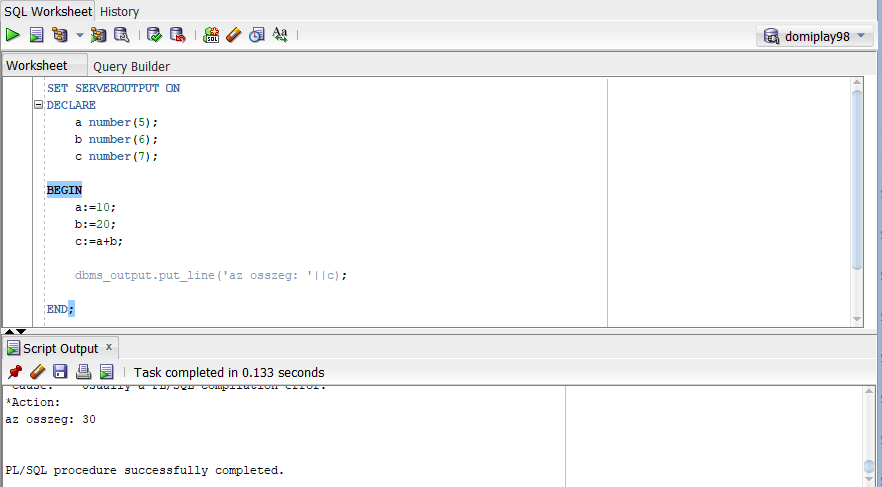 SQL Worksheet History
domiplay98
Worksheet Query Builder
SET SERVEROUTPUT ON
DECLARE
a number(5);
b number(6);
c number(7);
BEGIN
a:=10;
b:=20;
c:=a+b;
dbms_output.put_line('az osszeg: '||c);
END;
Script Output x
Task completed in 0.133 seconds
*Action:
az osszeg: 30
PL/SQL procedure successfully completed.